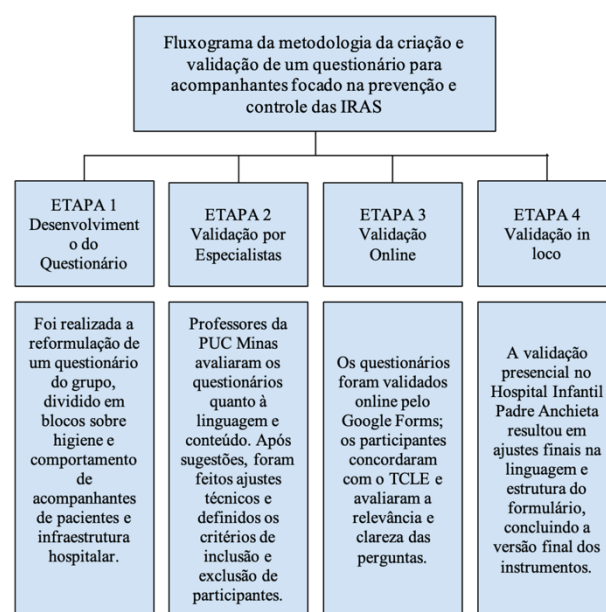 Fluxograma da metodologia da criação e
validação de um questionário para
acompanhantes focado na prevenção e
controle das IRAS
ETAPA 1
Desenvolviment
o do
Questionário
ETAPA 2
Validação por
Especialistas
ETAPA 3
Validação
Online
ETAPA 4
Validação in
loco
Foi realizada a
reformulação de
um questionário
do grupo,
dividido em
blocos sobre
higiene e
comportamento
de
acompanhantes
de pacientes e
infraestrutura
hospitalar.
Professores da
PUC Minas
avaliaram os
questionários
quanto à
linguagem e
conteúdo. Após
sugestões, foram
feitos ajustes
técnicos e
definidos os
critérios de
inclusão e
exclusão de
participantes.
Os questionários
foram validados
online pelo
Google Forms;
os participantes
concordaram
com o TCLE e
avaliaram a
relevância e
clareza das
perguntas.
A validação
presencial no
Hospital Infantil
Padre Anchieta
resultou em
ajustes finais na
linguagem e
estrutura do
formulário,
concluindo a
versão final dos
instrumentos.